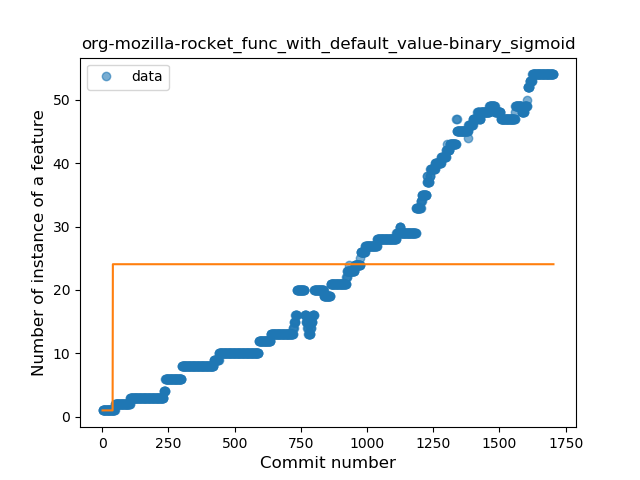 org-mozilla-rocket_func_with_default_value-binary_sigmoid
data
Number of instance of a feature
50
40
30
20
10
0
0 250 500 750 1000 1250 1500 1750
Commit number